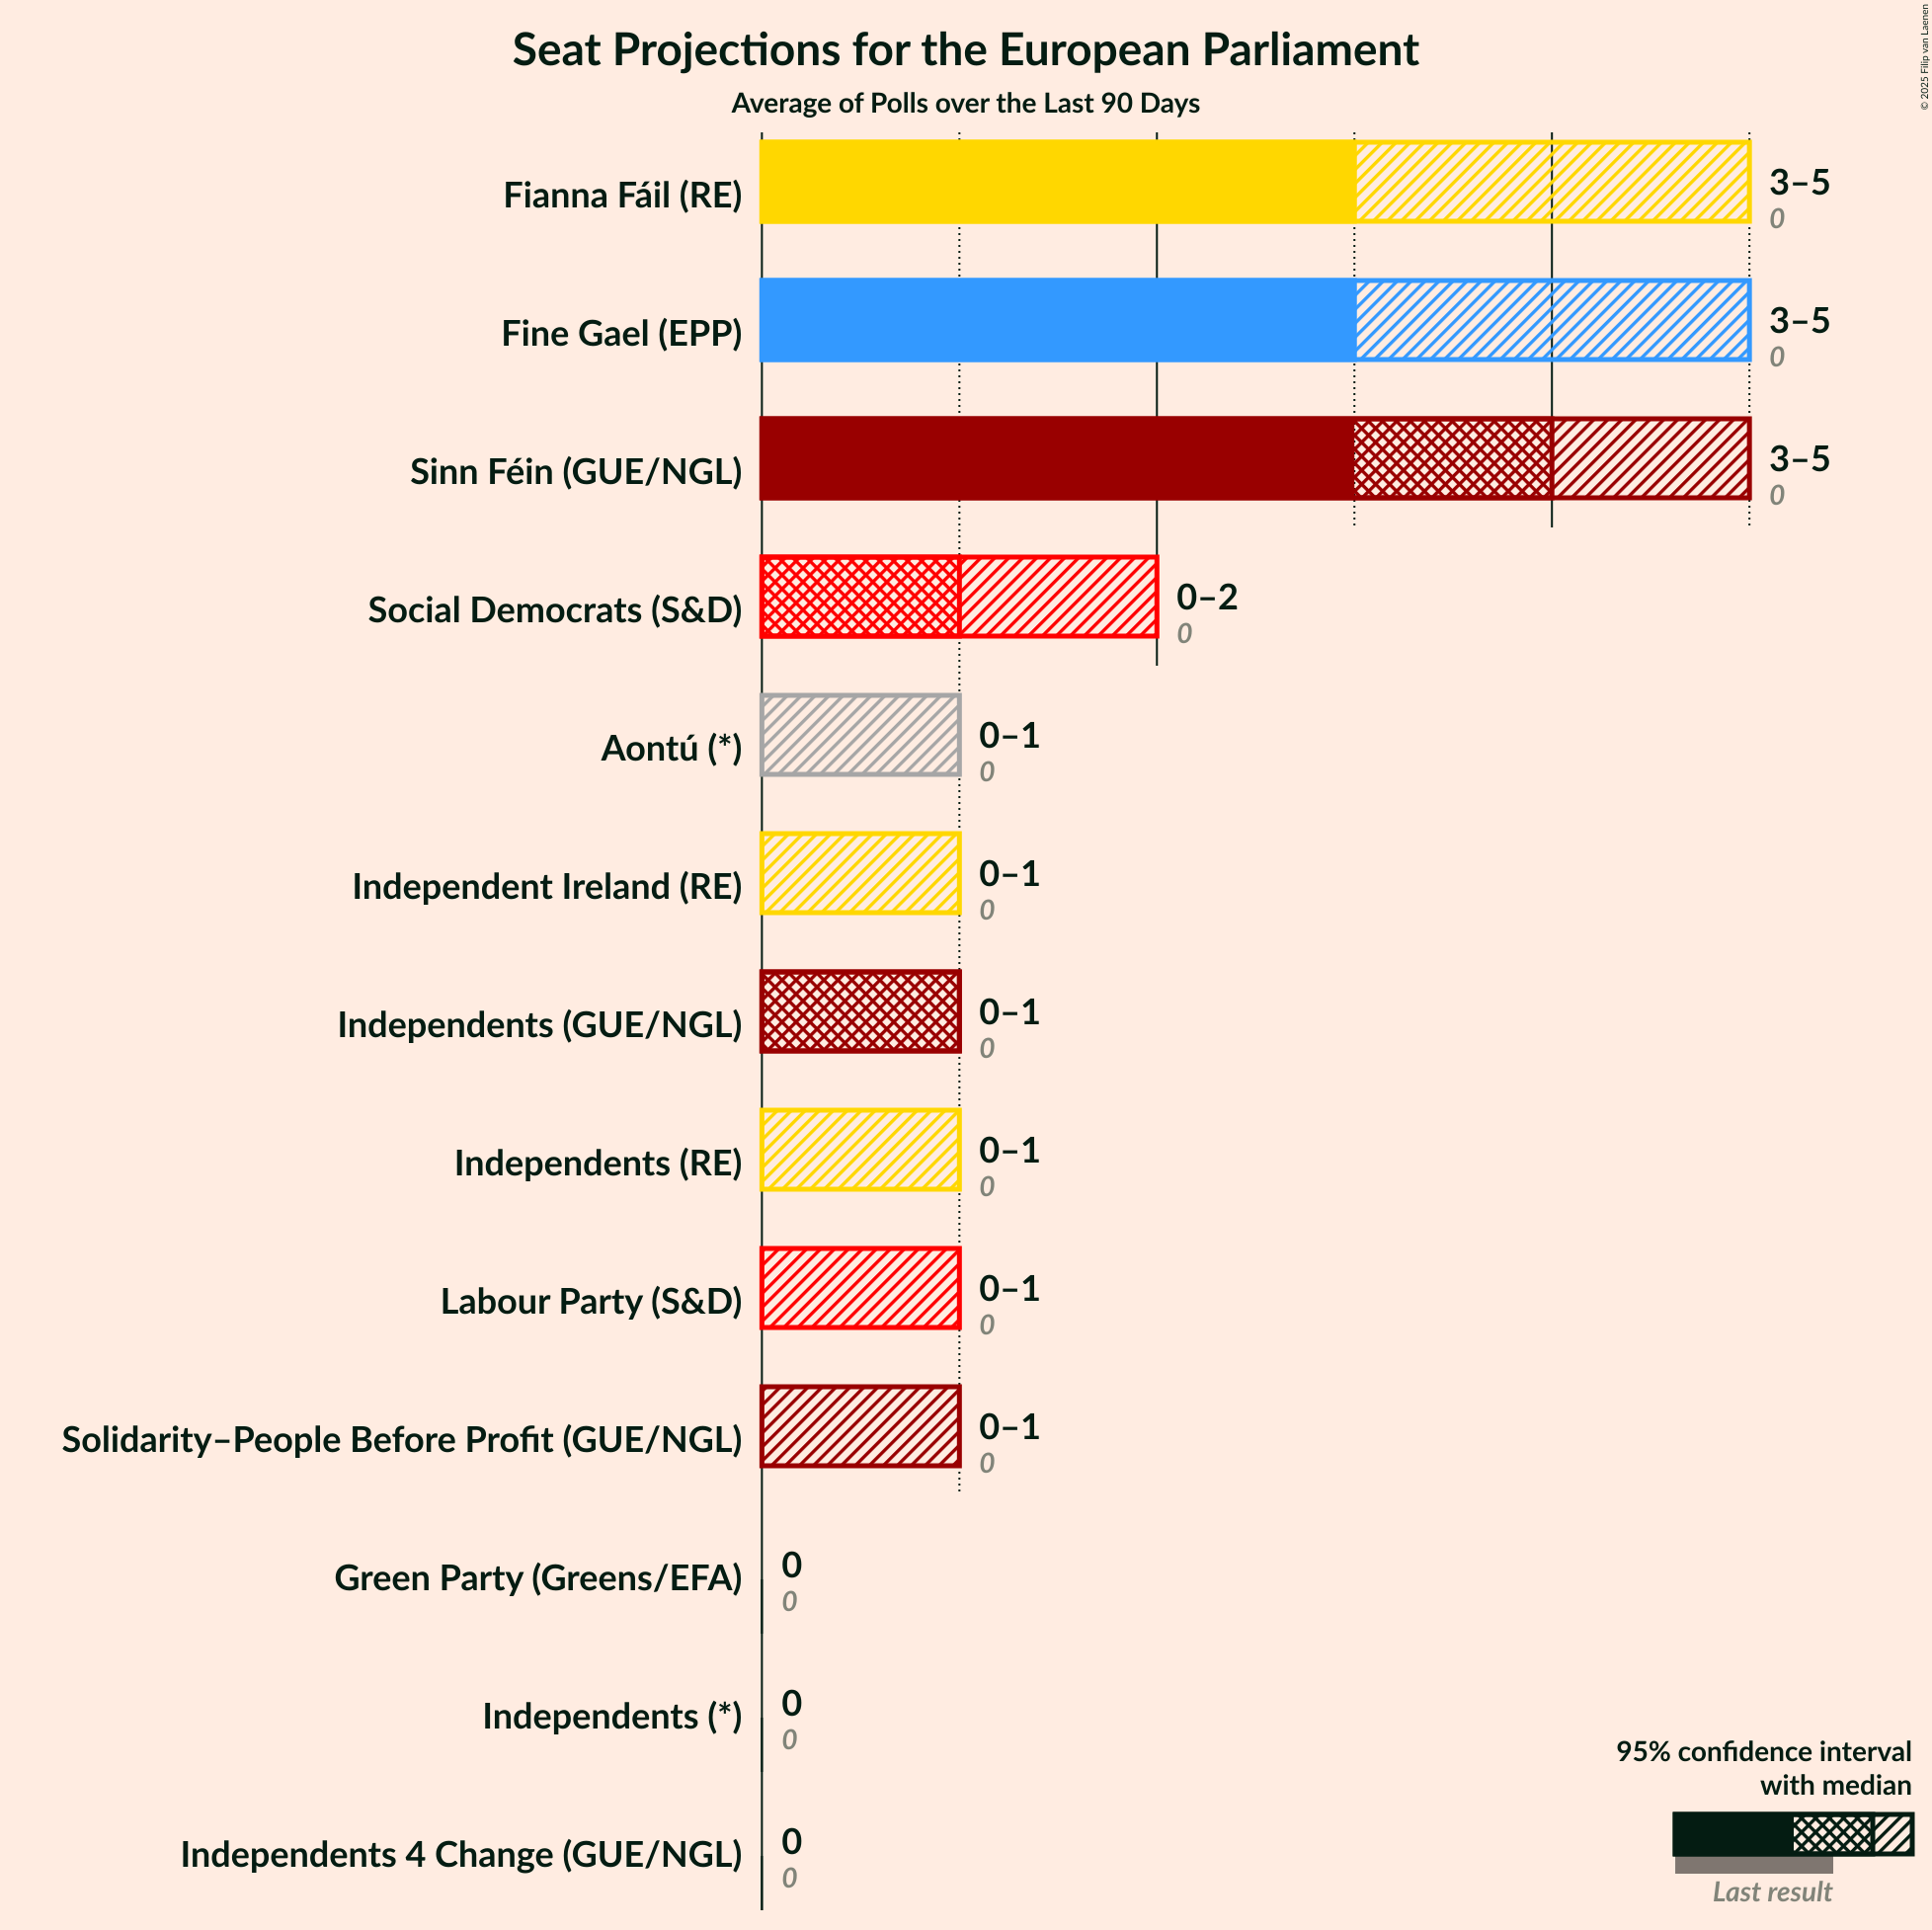 Seat Projections for the European Parliament
Average of Polls over the Last 90 Days
© 2025 Filip van Laenen
Fianna Fáil (RE)
3–5
0
Fine Gael (EPP)
3–5
0
Sinn Féin (GUE/NGL)
3–5
0
Social Democrats (S&D)
0–2
0
Aontú (*)
0–1
0
Independent Ireland (RE)
0–1
0
Independents (GUE/NGL)
0–1
0
Independents (RE)
0–1
0
Labour Party (S&D)
0–1
0
Solidarity–People Before Profit (GUE/NGL)
0–1
0
Green Party (Greens/EFA)
0
0
Independents (*)
0
0
Independents 4 Change (GUE/NGL)
0
0
95% confidence interval
with median
Last result